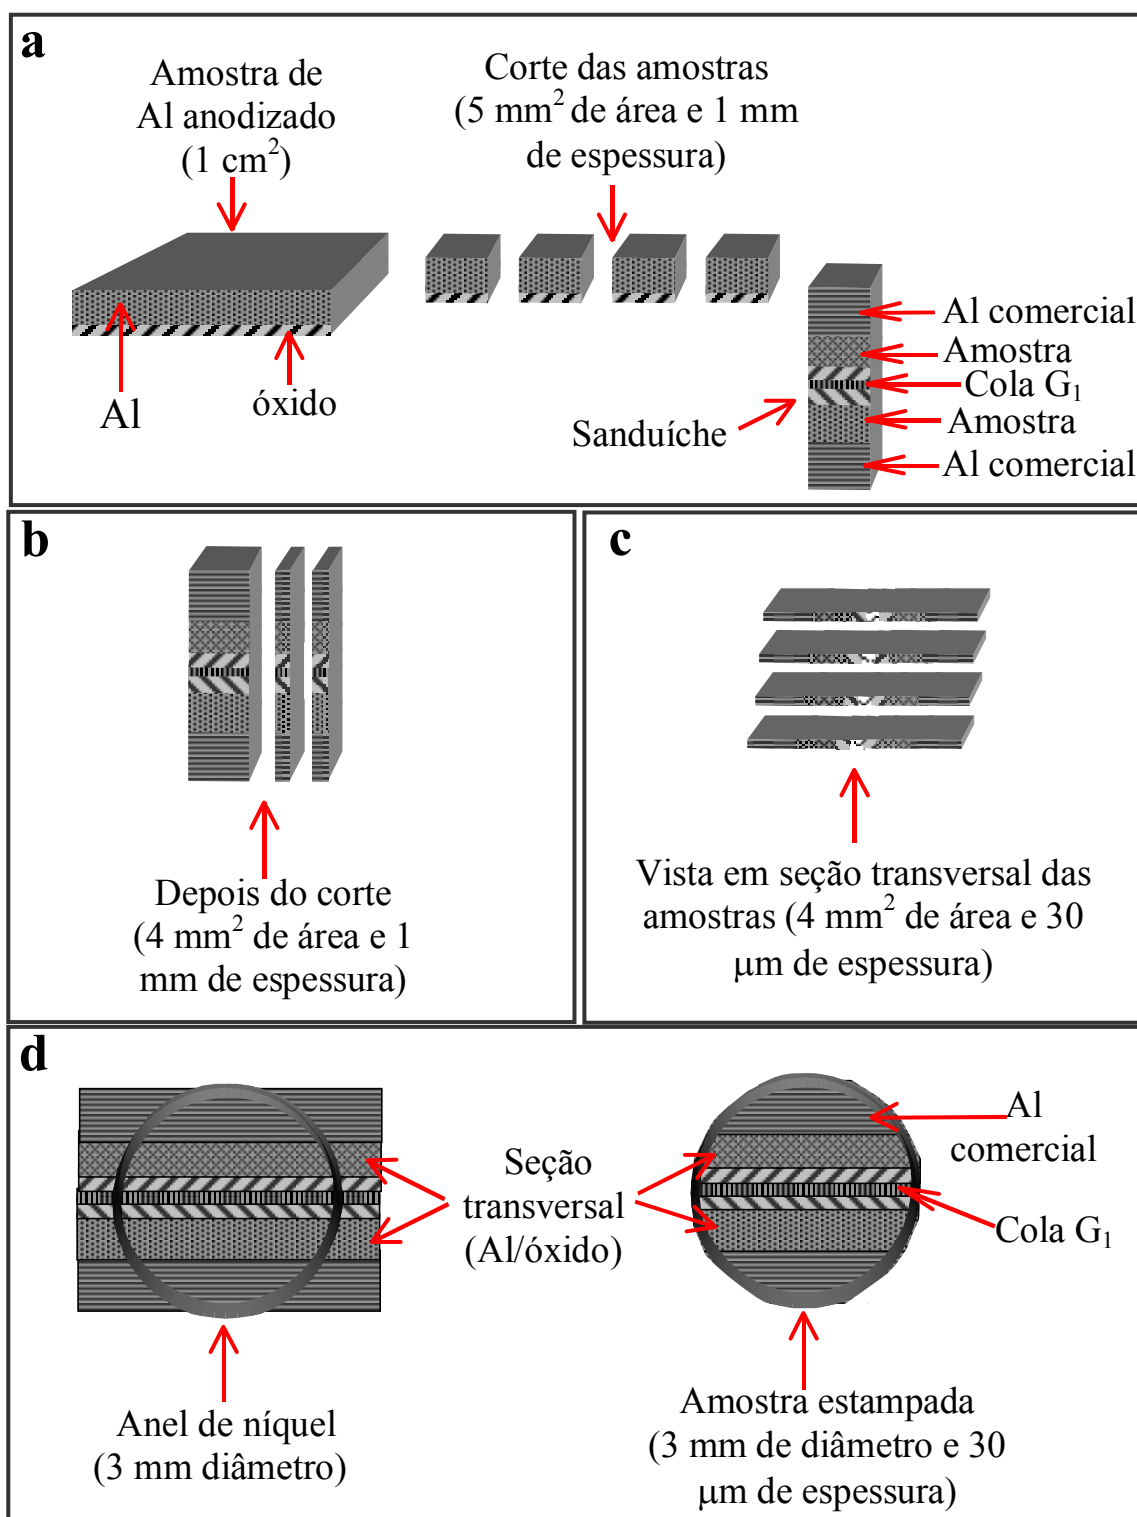 a
Amostra de
Al anodizado
(1 cm²)
Corte das amostras
(5 mm² de área e 1 mm
de espessura)
Al
óxido
Sanduíche
Al comercial
Amostra
Cola G₁
Amostra
Al comercial
b
Depois do corte
(4 mm² de área e 1
mm de espessura)
c
Vista em seção transversal das
amostras (4 mm² de área e 30
μm de espessura)
d
Seção
transversal
(Al/óxido)
Al
comercial
Cola G₁
Anel de níquel
(3 mm diâmetro)
Amostra estampada
(3 mm de diâmetro e 30
μm de espessura)